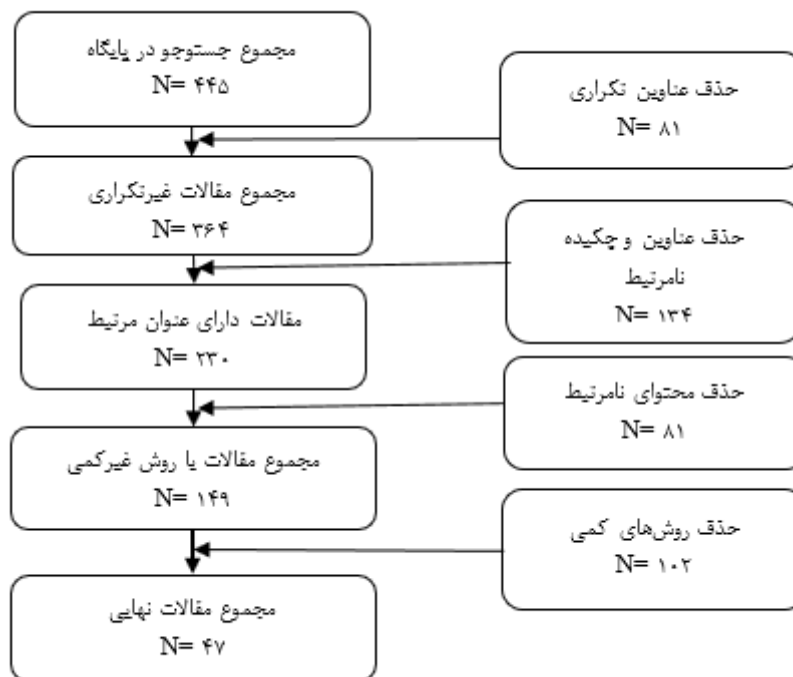 مجموع جستوجو در پایگاه
N= ۴۴۵
حذف عناوین تکراری
N= ۸۱
مجموع مقالات غیرتکراری
N= ۳۶۴
حذف عناوین و چکیده
نامرتبط
N= ۱۳۴
مقالات دارای عنوان مرتبط
N= ۲۳۰
حذف محتوای نامرتبط
N= ۸۱
مجموع مقالات یا روش غیرکمی
N= ۱۴۹
حذف روش‌های کمی
N= ۱۰۲
مجموع مقالات نهایی
N= ۴۷